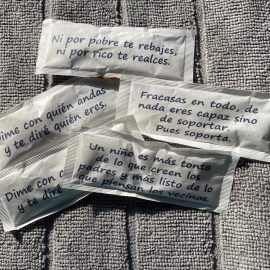 Ni por pobre te rebajes,
ni por rico te realces.
Fracasas en todo, de
nada eres capaz sino
de soportar.
Pues soporta.
Dime con quién andas
y te diré quién eres.
Un niño es más tonto
de lo que creen los
padres y más listo de lo
que piensan los vecinos.
Dime con
y te diré